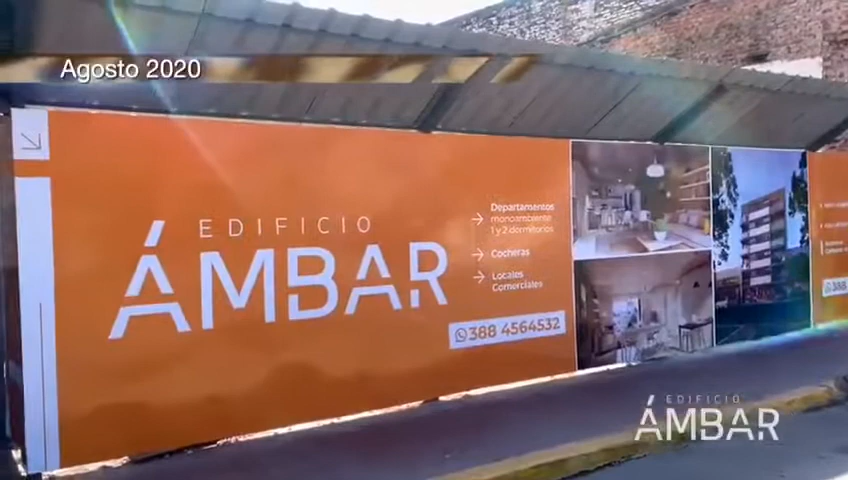 Agosto 2020
EDIFICIO
ÁMBAR
→ Departamentos
monoambiente
1 y 2 dormitorios
→ Cocheras
→ Locales
Comerciales
388 4564532
EDIFICIO
ÁMBAR